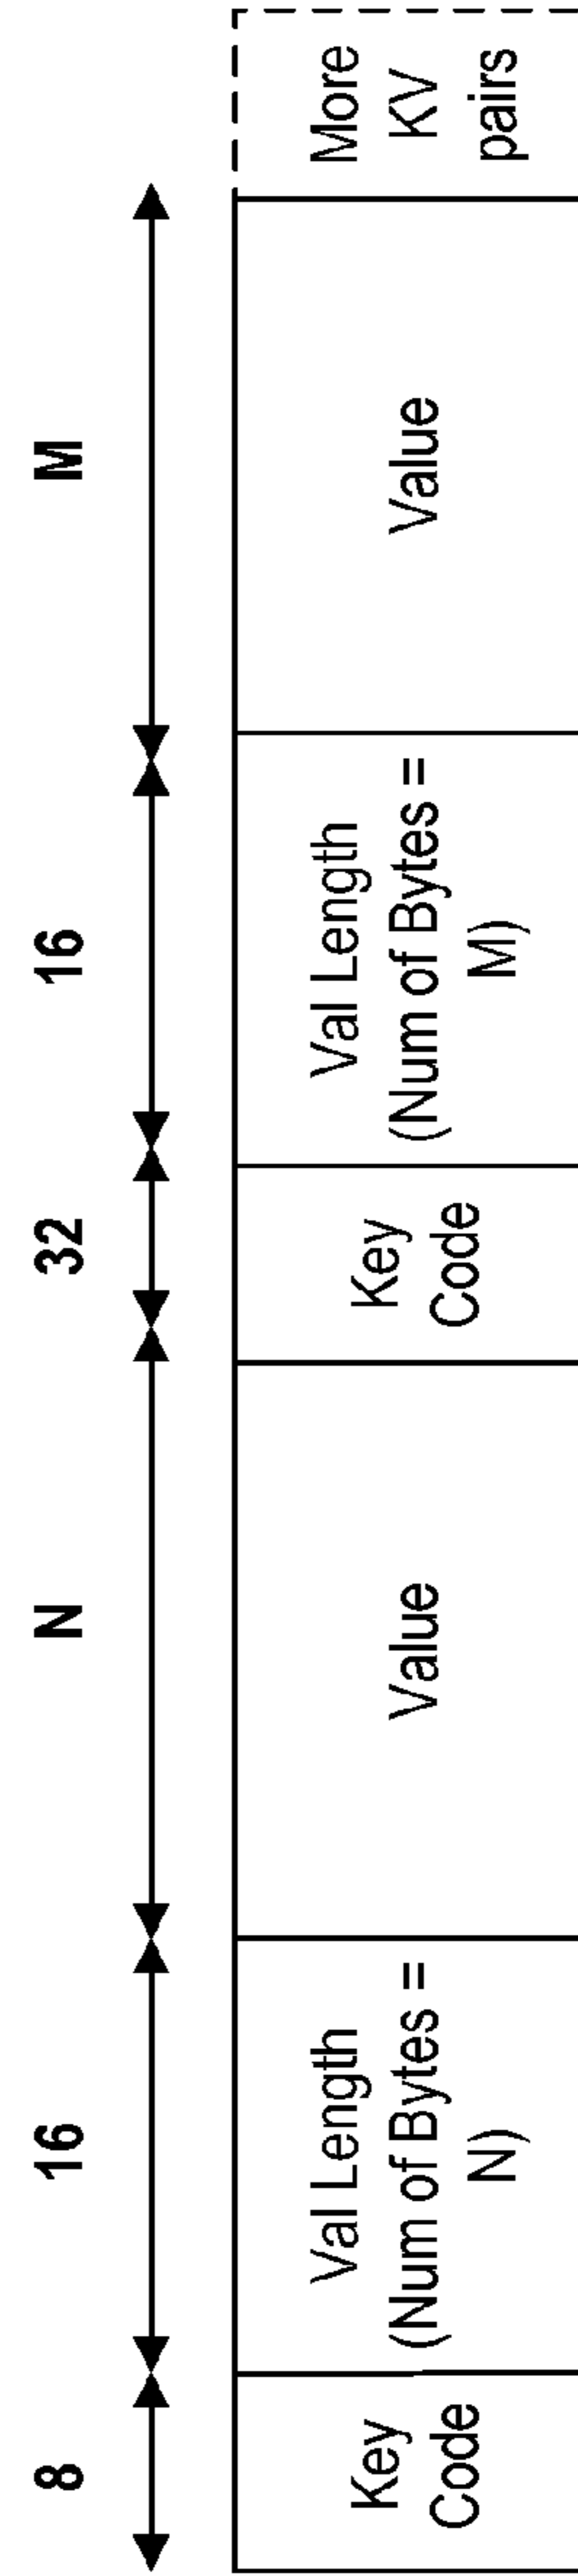 8
16
N
32
16
M
Key
Code
Val Length
(Num of Bytes =
N)
Value
Key
Code
Val Length
(Num of Bytes =
M)
Value
More
KV
pairs